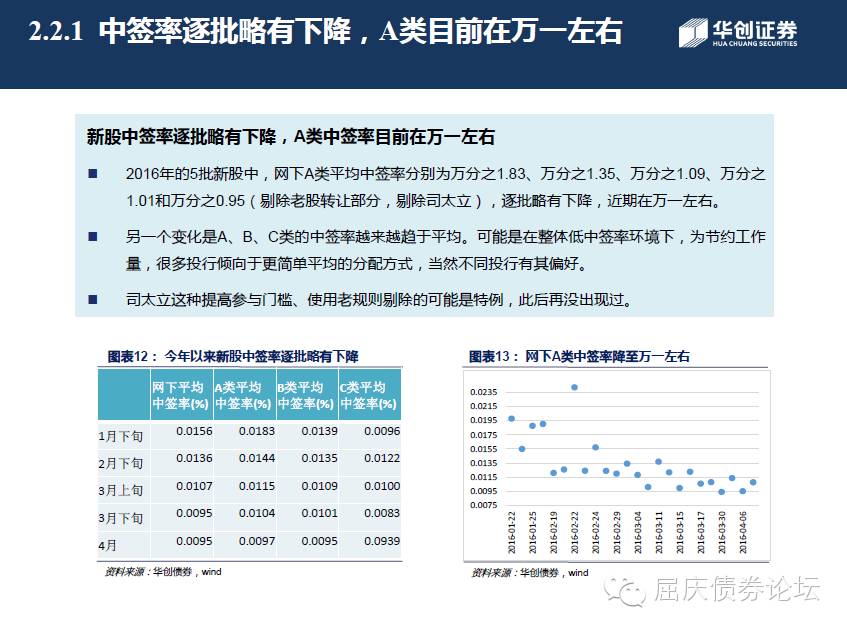 2.2.1 中签率逐批略有下降，A类目前在万一左右
华创证券
HUA CHUANG SECURITIES
新股中签率逐批略有下降，A类中签率目前在万一左右
■ 2016年的5批新股中，网下A类平均中签率分别为万分之1.83、万分之1.35、万分之1.09、万分之
1.01和万分之0.95（剔除老股转让部分，剔除司太立），逐批略有下降，近期在万一左右。
■ 另一个变化是A、B、C类的中签率越来越趋于平均。可能是在整体低中签率环境下，为节约工作
量，很多投行倾向于更简单平均的分配方式，当然不同投行有其偏好。
■ 司太立这种提高参与门槛、使用老规则剔除的可能是特例，此后再没出现过。
图表12： 今年以来新股中签率逐批略有下降
网下平均 A类平均 B类平均 C类平均
中签率(%) 中签率(%) 中签率(%) 中签率(%)
1月下旬 0.0156 0.0183 0.0139 0.0096
2月下旬 0.0136 0.0144 0.0135 0.0122
3月上旬 0.0107 0.0115 0.0109 0.0100
3月下旬 0.0095 0.0104 0.0101 0.0083
4月 0.0095 0.0097 0.0095 0.0939
资料来源：华创债券，wind
图表13： 网下A类中签率降至万一左右
0.0235
0.0215
0.0195
0.0175
0.0155
0.0135
0.0115
0.0095
0.0075
2016-01-22
2016-01-25
2016-02-19
2016-02-22
2016-02-24
2016-02-29
2016-03-04
2016-03-11
2016-03-15
2016-03-17
2016-03-30
2016-04-06
资料来源：华创债券，wind
屈庆债券论坛